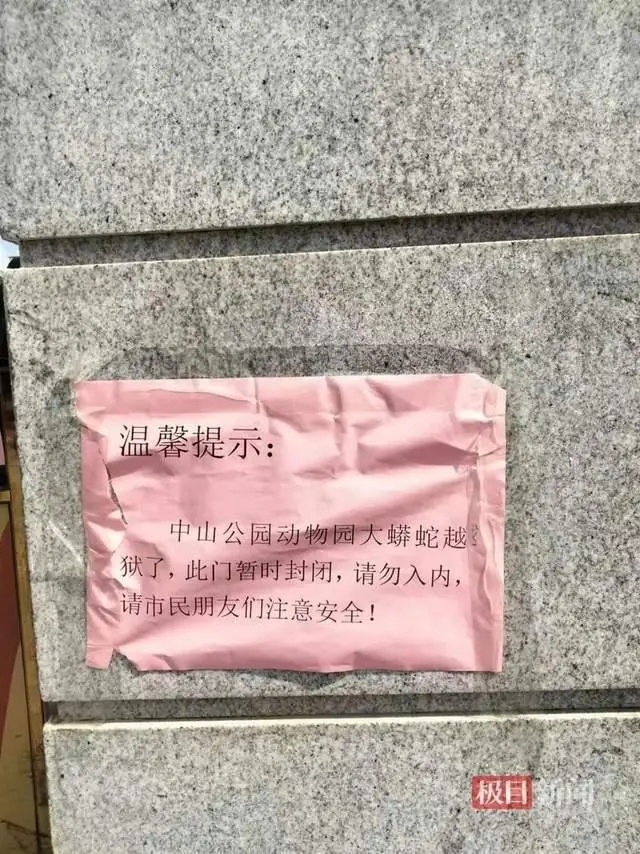 温馨提示：
中山公园动物园大蟒蛇越
狱了，此门暂时封闭，请勿入内，
请市民朋友们注意安全！
极目新闻